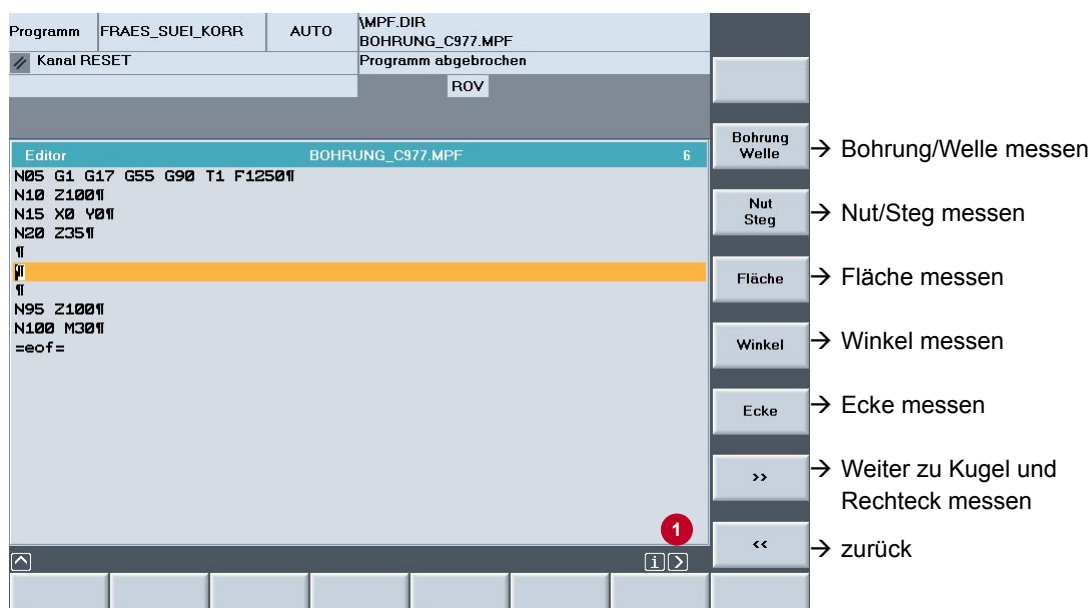 Programm FRAES_SUEI_KORR AUTO \MPF.DIR
BOHRUNG_C977.MPF
Kanal RESET Programm abgebrochen
ROV
Editor BOHRUNG_C977.MPF 6
N05 G1 G17 G55 G90 T1 F1250¶
N10 Z100¶
N15 X0 Y0¶
N20 Z35¶
¶
¶
¶
N95 Z100¶
N100 M30¶
=eof=
1
i >
Bohrung
Welle
→ Bohrung/Welle messen
Nut
Steg
→ Nut/Steg messen
Fläche
→ Fläche messen
Winkel
→ Winkel messen
Ecke
→ Ecke messen
>>
→ Weiter zu Kugel und
Rechteck messen
<<
→ zurück